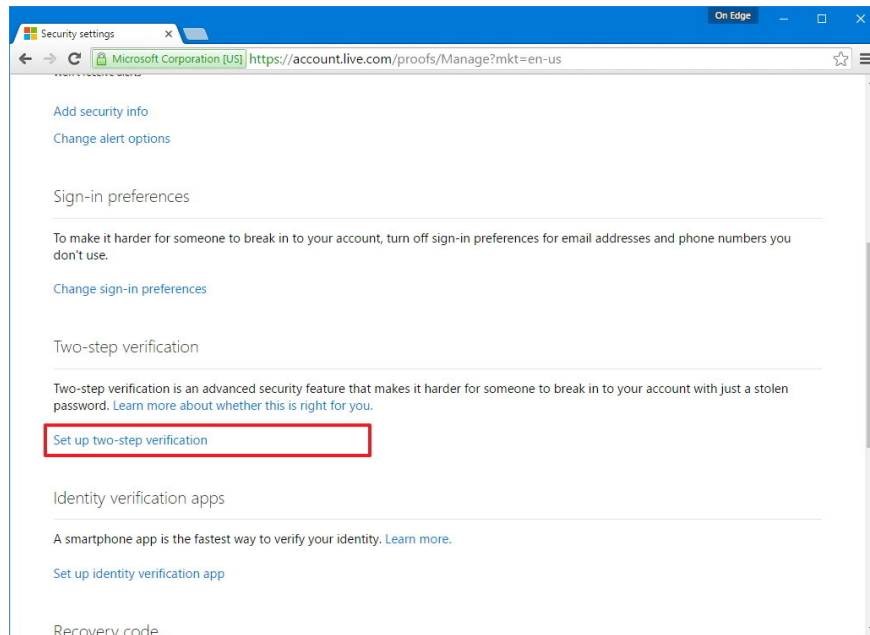 On Edge
Security settings
Microsoft Corporation [US] https://account.live.com/proofs/Manage?mkt=en-us
won't receive alerts
Add security info
Change alert options
Sign-in preferences
To make it harder for someone to break in to your account, turn off sign-in preferences for email addresses and phone numbers you
don't use.
Change sign-in preferences
Two-step verification
Two-step verification is an advanced security feature that makes it harder for someone to break in to your account with just a stolen
password. Learn more about whether this is right for you.
Set up two-step verification
Identity verification apps
A smartphone app is the fastest way to verify your identity. Learn more.
Set up identity verification app
Recovery code